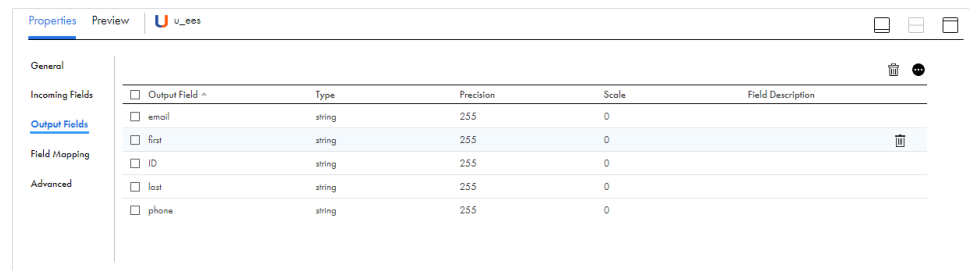 Properties Preview u_ees
General
Incoming Fields
Output Fields
Field Mapping
Advanced
Output Field Type Precision Scale Field Description
email string 255 0
first string 255 0
ID string 255 0
last string 255 0
phone string 255 0